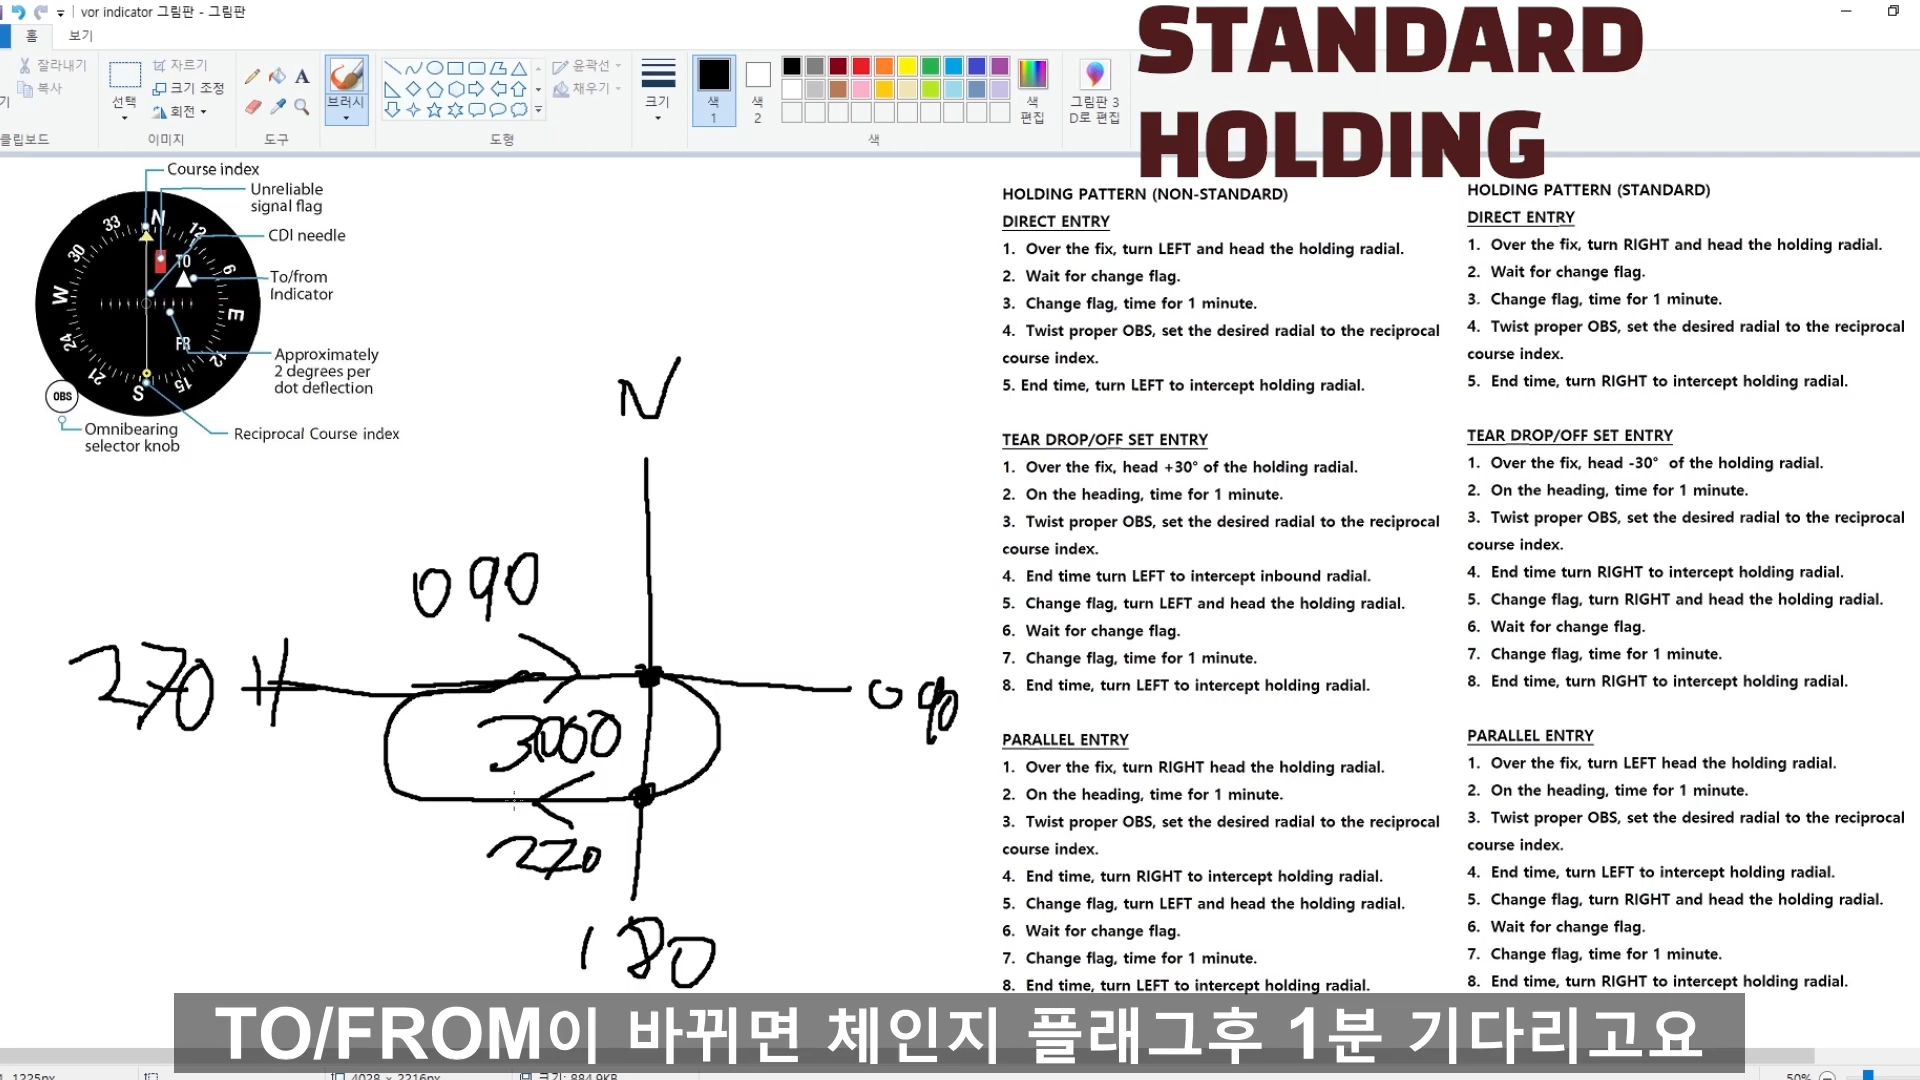 vor indicator 그림판 - 그림판
홈 보기
잘라내기
복사
클립보드
선택
자르기
크기 조정
회전
이미지
도구
브러시
윤곽선
채우기
도형
크기
색
1
색
2
색
편집
색
그림판 3
D로 편집
STANDARD
HOLDING
Course index
Unreliable
signal flag
CDI needle
To/from
Indicator
Approximately
2 degrees per
dot deflection
Reciprocal Course index
Omnibearing
selector knob
OBS
N
33
12
30
TO
6
W
E
24
FR
12
21
S
15
N
090
270
3000
090
270
180
HOLDING PATTERN (NON-STANDARD)
DIRECT ENTRY
1. Over the fix, turn LEFT and head the holding radial.
2. Wait for change flag.
3. Change flag, time for 1 minute.
4. Twist proper OBS, set the desired radial to the reciprocal
course index.
5. End time, turn LEFT to intercept holding radial.
TEAR DROP/OFF SET ENTRY
1. Over the fix, head +30° of the holding radial.
2. On the heading, time for 1 minute.
3. Twist proper OBS, set the desired radial to the reciprocal
course index.
4. End time turn LEFT to intercept inbound radial.
5. Change flag, turn LEFT and head the holding radial.
6. Wait for change flag.
7. Change flag, time for 1 minute.
8. End time, turn LEFT to intercept holding radial.
PARALLEL ENTRY
1. Over the fix, turn RIGHT head the holding radial.
2. On the heading, time for 1 minute.
3. Twist proper OBS, set the desired radial to the reciprocal
course index.
4. End time, turn RIGHT to intercept holding radial.
5. Change flag, turn LEFT and head the holding radial.
6. Wait for change flag.
7. Change flag, time for 1 minute.
8. End time, turn LEFT to intercept holding radial.
HOLDING PATTERN (STANDARD)
DIRECT ENTRY
1. Over the fix, turn RIGHT and head the holding radial.
2. Wait for change flag.
3. Change flag, time for 1 minute.
4. Twist proper OBS, set the desired radial to the reciprocal
course index.
5. End time, turn RIGHT to intercept holding radial.
TEAR DROP/OFF SET ENTRY
1. Over the fix, head -30° of the holding radial.
2. On the heading, time for 1 minute.
3. Twist proper OBS, set the desired radial to the reciprocal
course index.
4. End time turn RIGHT to intercept holding radial.
5. Change flag, turn RIGHT and head the holding radial.
6. Wait for change flag.
7. Change flag, time for 1 minute.
8. End time, turn RIGHT to intercept holding radial.
PARALLEL ENTRY
1. Over the fix, turn LEFT head the holding radial.
2. On the heading, time for 1 minute.
3. Twist proper OBS, set the desired radial to the reciprocal
course index.
4. End time, turn LEFT to intercept holding radial.
5. Change flag, turn RIGHT and head the holding radial.
6. Wait for change flag.
7. Change flag, time for 1 minute.
8. End time, turn RIGHT to intercept holding radial.
TO/FROM이 바뀌면 체인지 플래그후 1분 기다리고요
4028 × 2216px
크기: 884.9KB
50%